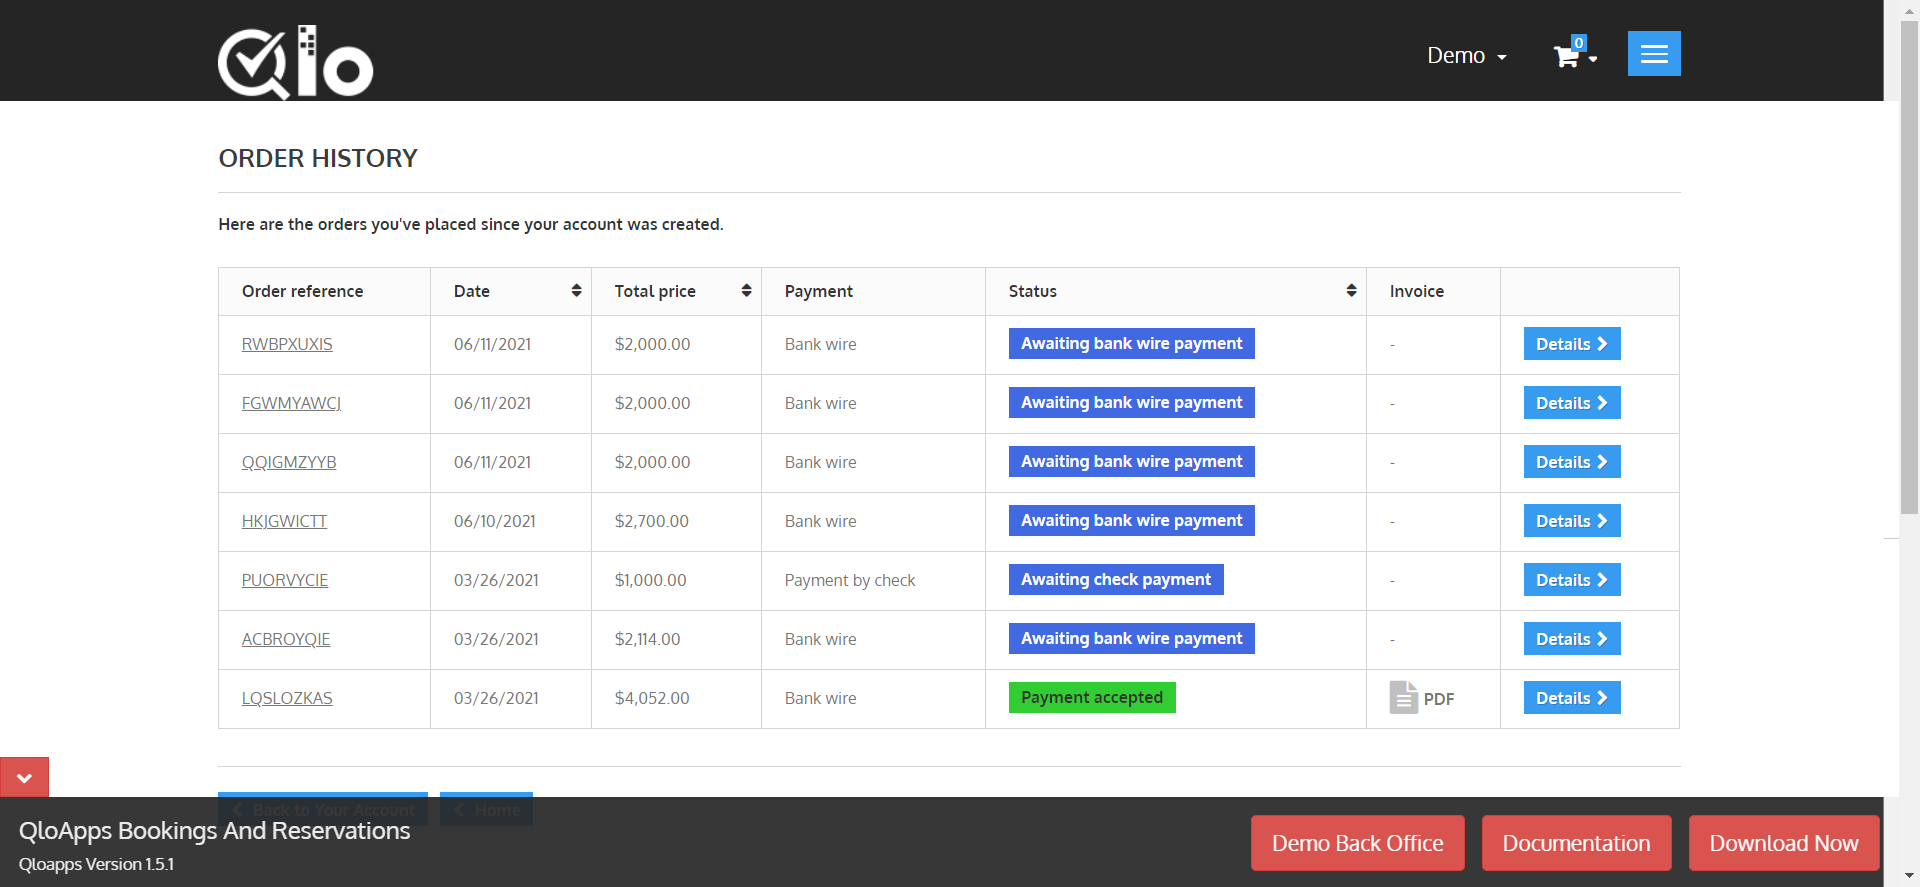 Qlo
Demo
0
ORDER HISTORY
Here are the orders you've placed since your account was created.
Order reference Date Total price Payment Status Invoice
RWBPXUXIS 06/11/2021 $2,000.00 Bank wire Awaiting bank wire payment - Details
FGWMYAWCJ 06/11/2021 $2,000.00 Bank wire Awaiting bank wire payment - Details
QQIGMZYYB 06/11/2021 $2,000.00 Bank wire Awaiting bank wire payment - Details
HKJGWICTT 06/10/2021 $2,700.00 Bank wire Awaiting bank wire payment - Details
PUORVYCIE 03/26/2021 $1,000.00 Payment by check Awaiting check payment - Details
ACBROYQIE 03/26/2021 $2,114.00 Bank wire Awaiting bank wire payment - Details
LQSLOZKAS 03/26/2021 $4,052.00 Bank wire Payment accepted PDF Details
Back to Your Account Home
QloApps Bookings And Reservations
Qloapps Version 1.5.1
Demo Back Office Documentation Download Now